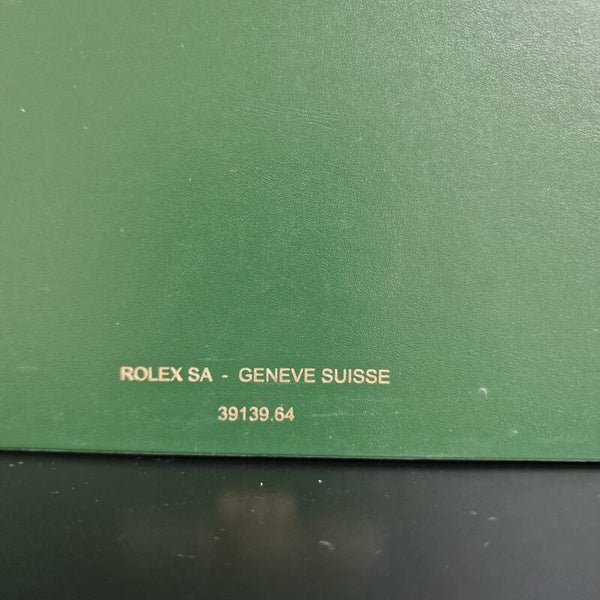 ROLEX SA - GENEVE SUISSE
39139.64